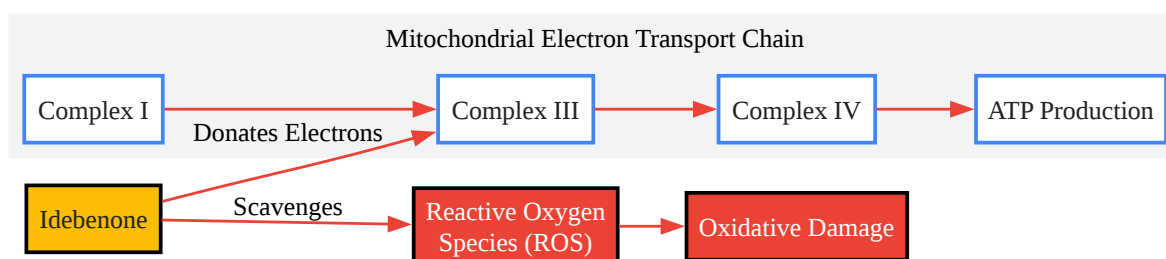 Mitochondrial Electron Transport Chain
Complex I
Complex III
Complex IV
ATP Production
Donates Electrons
Idebenone
Scavenges
Reactive Oxygen
Species (ROS)
Oxidative Damage